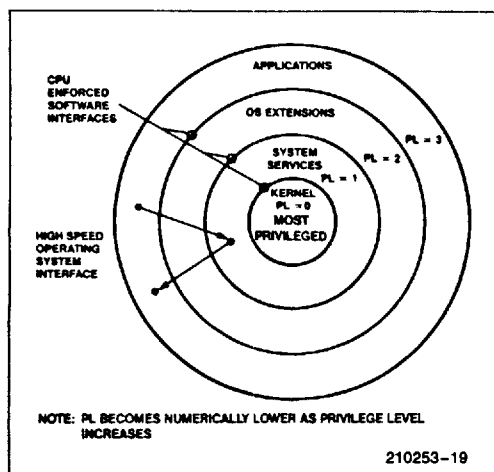 APPLICATIONS
CPU
ENFORCED
SOFTWARE
INTERFACES
OS EXTENSIONS
PL = 3
SYSTEM
SERVICES
PL = 2
PL = 1
KERNEL
PL = 0
MOST
PRIVILEGED
HIGH SPEED
OPERATING
SYSTEM
INTERFACE
NOTE: PL BECOMES NUMERICALLY LOWER AS PRIVILEGE LEVEL
INCREASES
210253-19